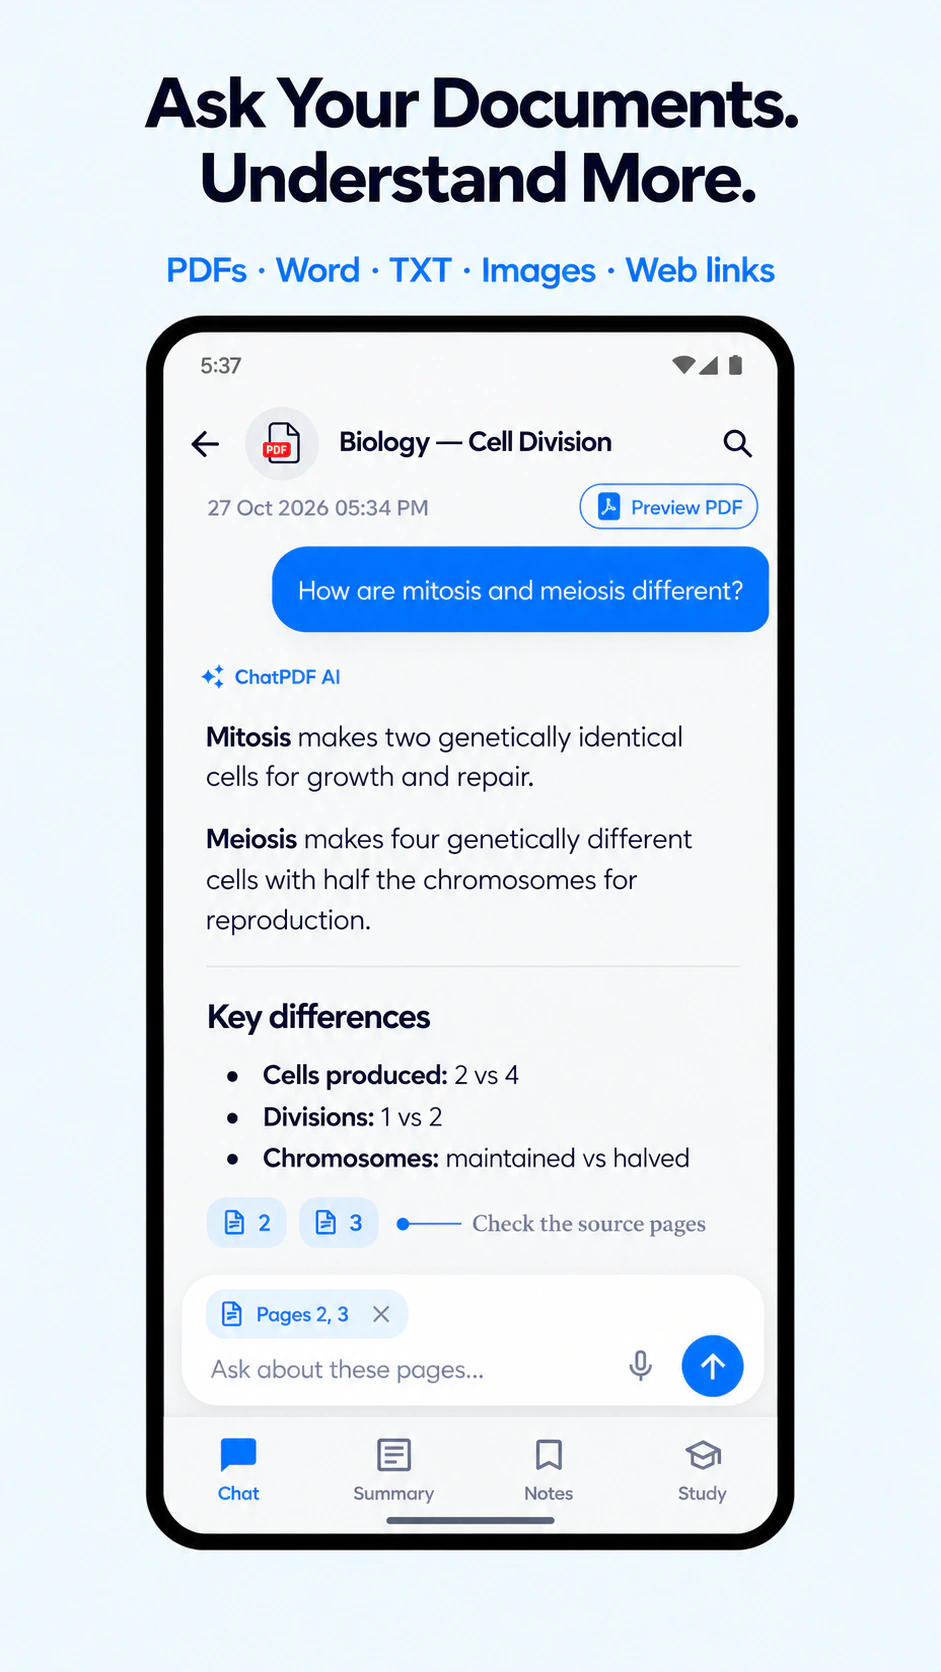 Ask Your Documents.
Understand More.
PDFs · Word · TXT · Images · Web links
5:37
PDF
Biology — Cell Division
27 Oct 2026 05:34 PM
Preview PDF
How are mitosis and meiosis different?
ChatPDF AI
Mitosis makes two genetically identical
cells for growth and repair.
Meiosis makes four genetically different
cells with half the chromosomes for
reproduction.
Key differences
• Cells produced: 2 vs 4
• Divisions: 1 vs 2
• Chromosomes: maintained vs halved
2
3
Check the source pages
Pages 2, 3
Ask about these pages...
Chat
Summary
Notes
Study